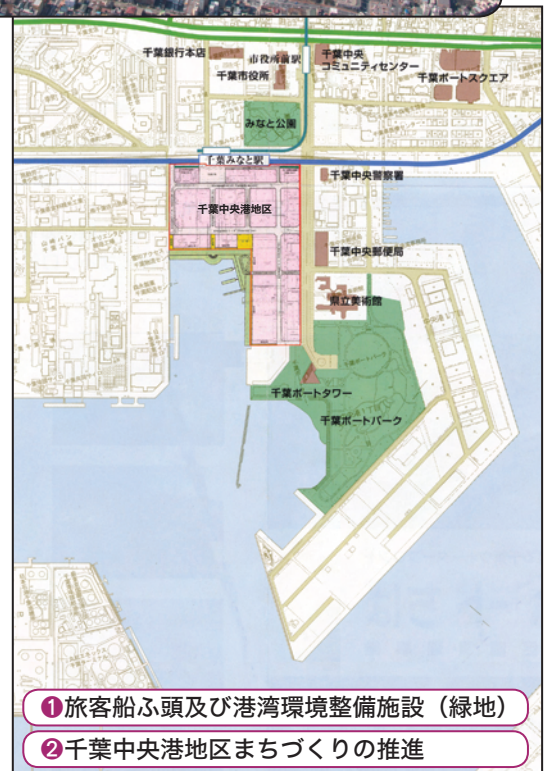 千葉銀行本店
市役所前駅
千葉市役所
千葉中央
コミュニティセンター
千葉ポートスクエア
みなと公園
千葉みなと駅
千葉中央警察署
千葉中央港地区
千葉中央郵便局
県立美術館
千葉ポートタワー
千葉ポートパーク
❶旅客船ふ頭及び港湾環境整備施設（緑地）
❷千葉中央港地区まちづくりの推進